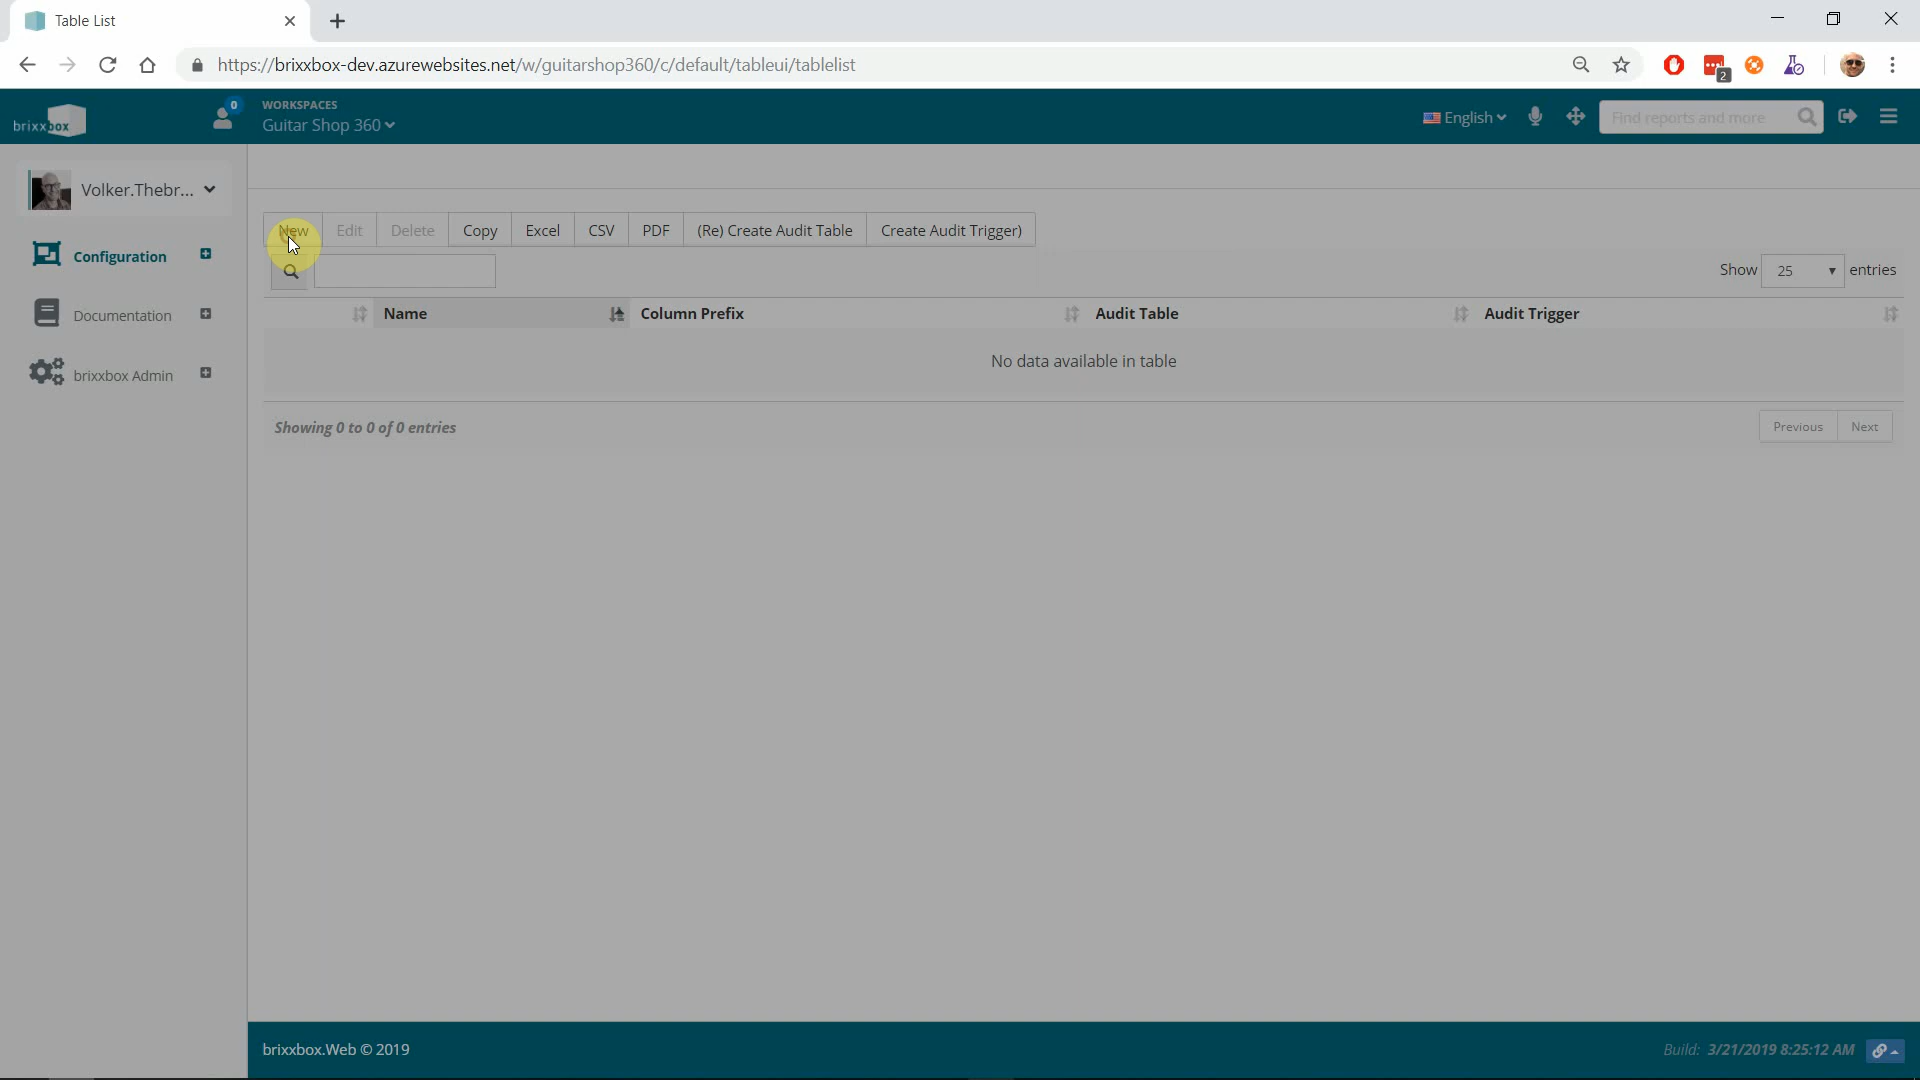 Table List
https://brixxbox-dev.azurewebsites.net/w/guitarshop360/c/default/tableui/tablelist
2
brixxbox
0
WORKSPACES
Guitar Shop 360
English
Find reports and more
Volker.Thebr...
Configuration
Documentation
brixxbox Admin
New Edit Delete Copy Excel CSV PDF (Re) Create Audit Table Create Audit Trigger)
Show 25 entries
Name Column Prefix Audit Table Audit Trigger
No data available in table
Showing 0 to 0 of 0 entries
Previous Next
brixxbox.Web © 2019
Build: 3/21/2019 8:25:12 AM